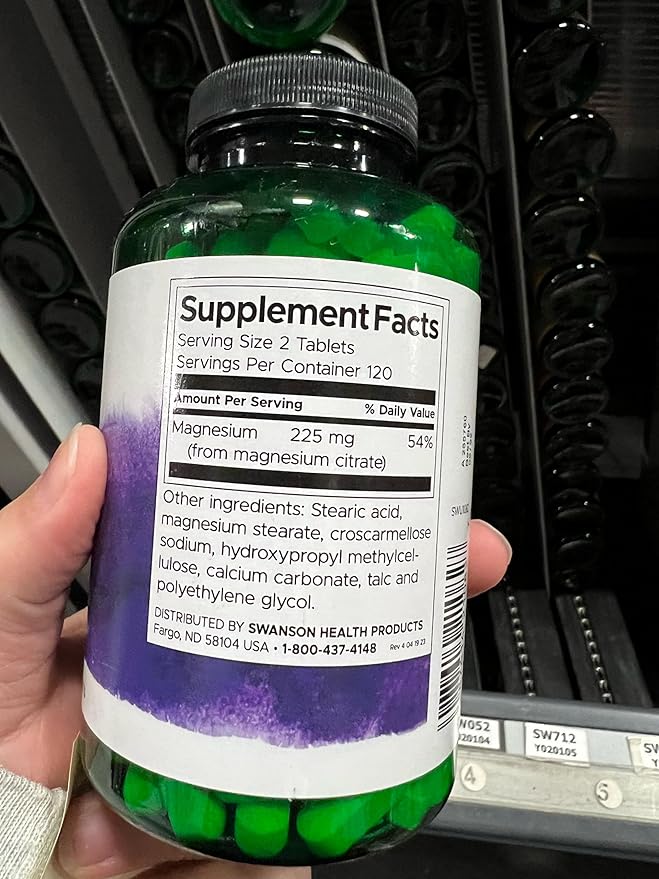 Supplement Facts
Serving Size 2 Tablets
Servings Per Container 120
Amount Per Serving % Daily Value
Magnesium 225 mg 54%
(from magnesium citrate)
Other ingredients: Stearic acid,
magnesium stearate, croscarmellose
sodium, hydroxypropyl methylcel-
lulose, calcium carbonate, talc and
polyethylene glycol.
DISTRIBUTED BY SWANSON HEALTH PRODUCTS
Fargo, ND 58104 USA • 1-800-437-4148 Rev 4 04 19 23
W052
020104
4
SW712
Y020105
5
SW